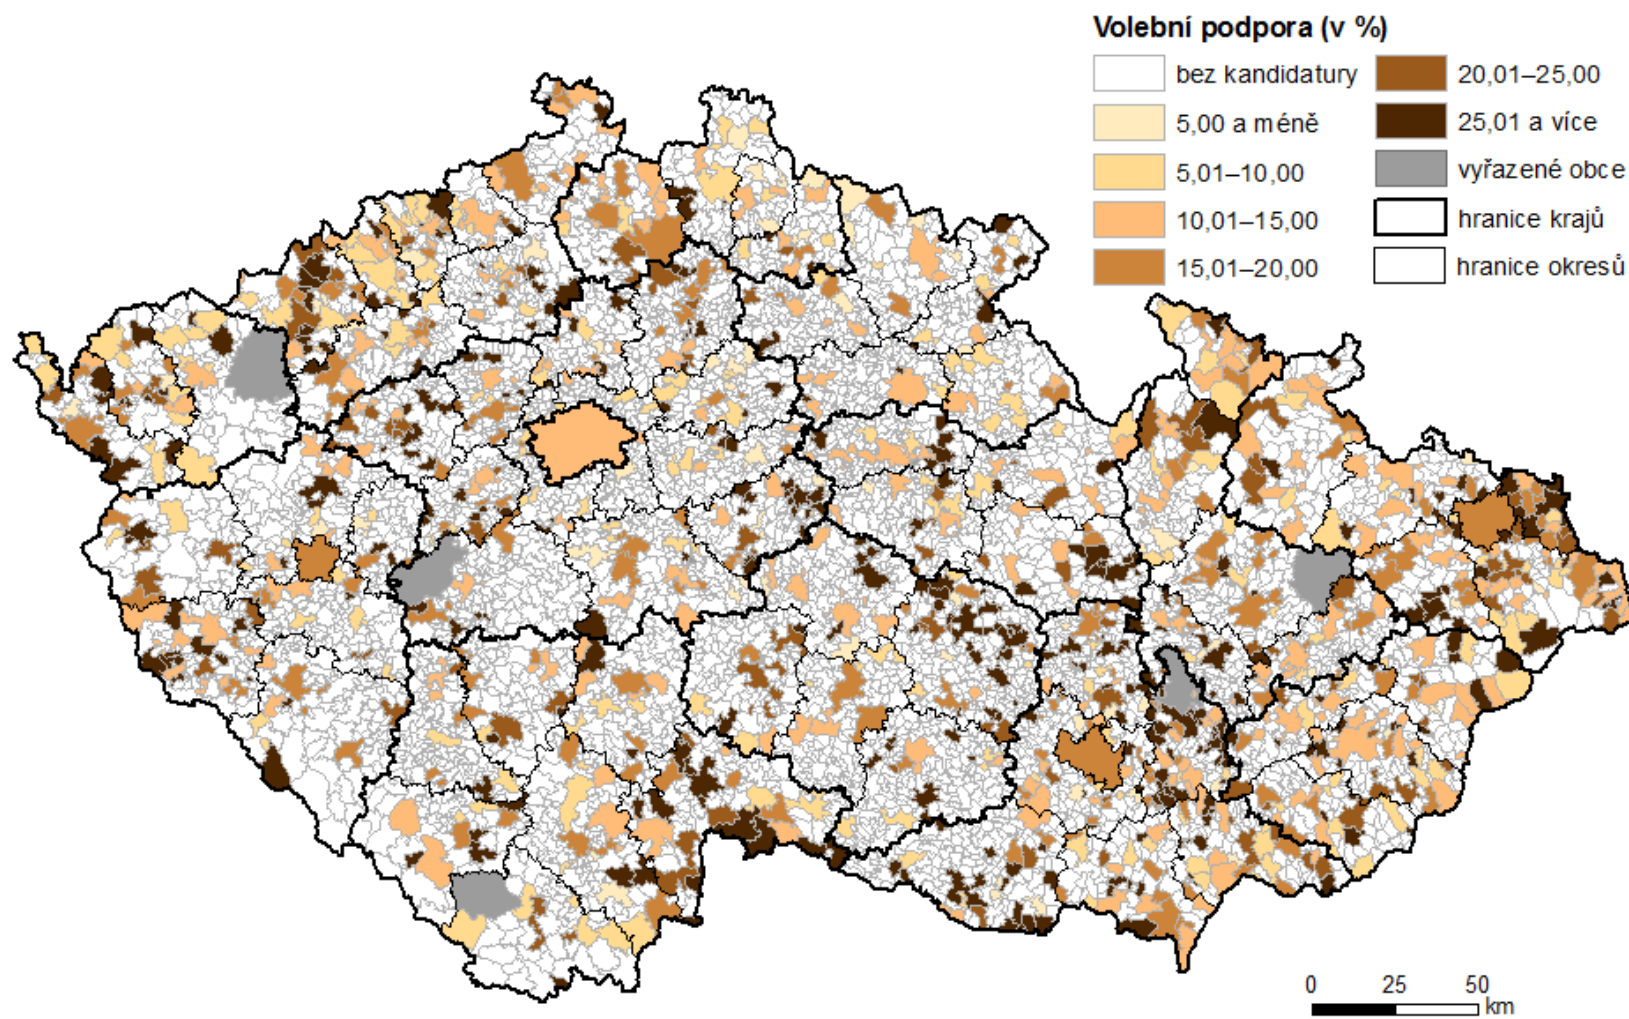 Volební podpora (v %)
bez kandidatury
5,00 a méně
5,01–10,00
10,01–15,00
15,01–20,00
20,01–25,00
25,01 a více
vyřazené obce
hranice krajů
hranice okresů
0 25 50
km